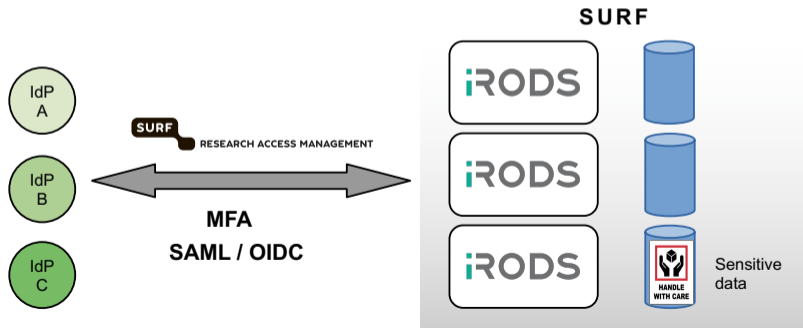 SURF
IdP
A
IdP
B
IdP
C
SURF
RESEARCH ACCESS MANAGEMENT
MFA
SAML / OIDC
iRODS
iRODS
iRODS
HANDLE
WITH CARE
Sensitive
data